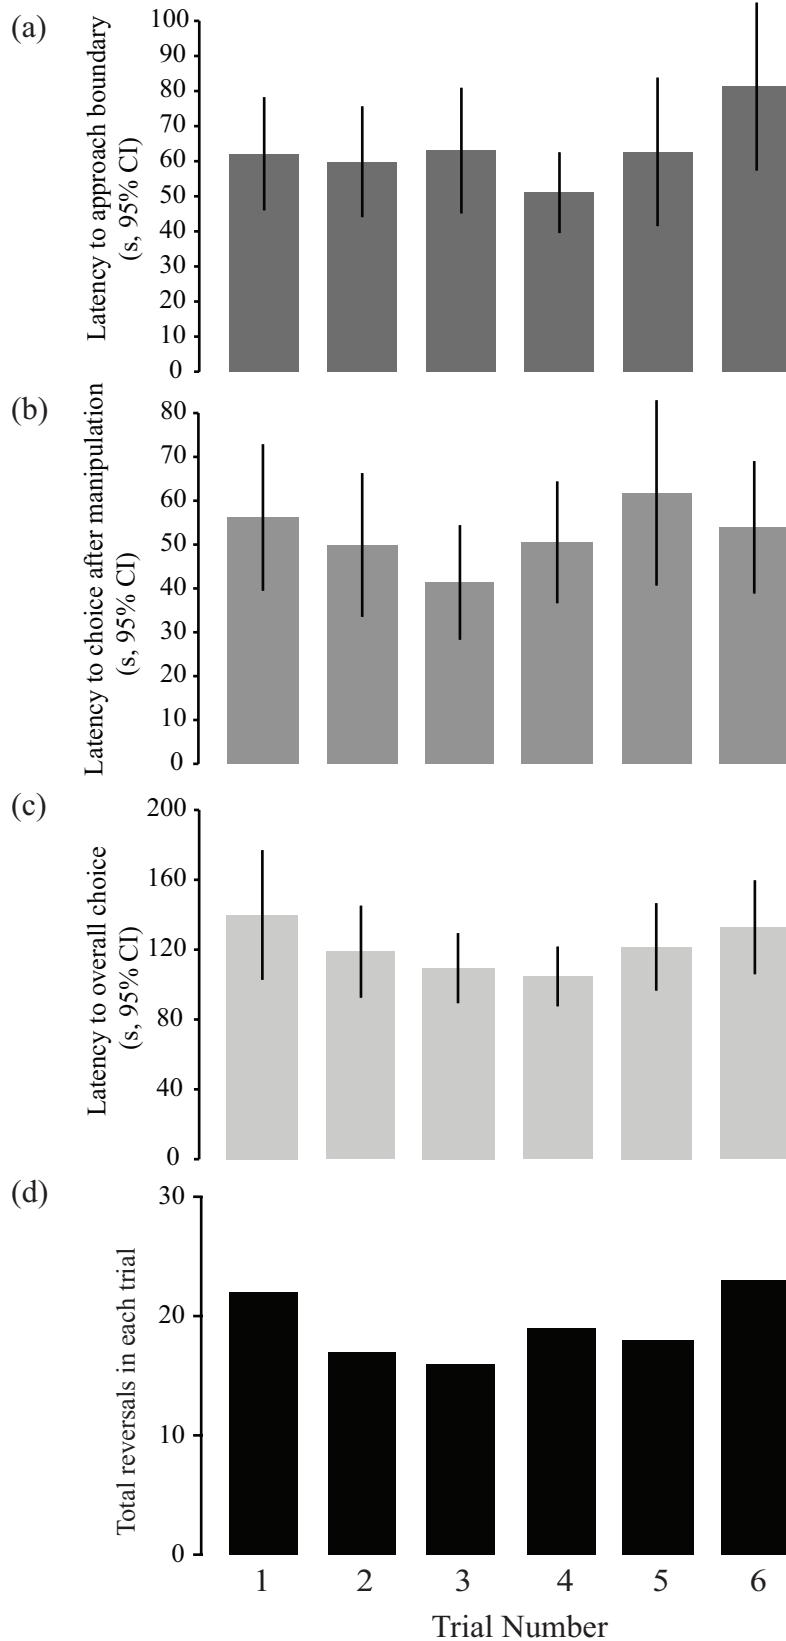 (a)
Latency to approach boundary
(s, 95% CI)
100
90
80
70
60
50
40
30
20
10
0
(b)
Latency to choice after manipulation
(s, 95% CI)
80
70
60
50
40
30
20
10
0
(c)
Latency to overall choice
(s, 95% CI)
200
160
120
80
40
0
(d)
Total reversals in each trial
30
20
10
0
1 2 3 4 5 6
Trial Number